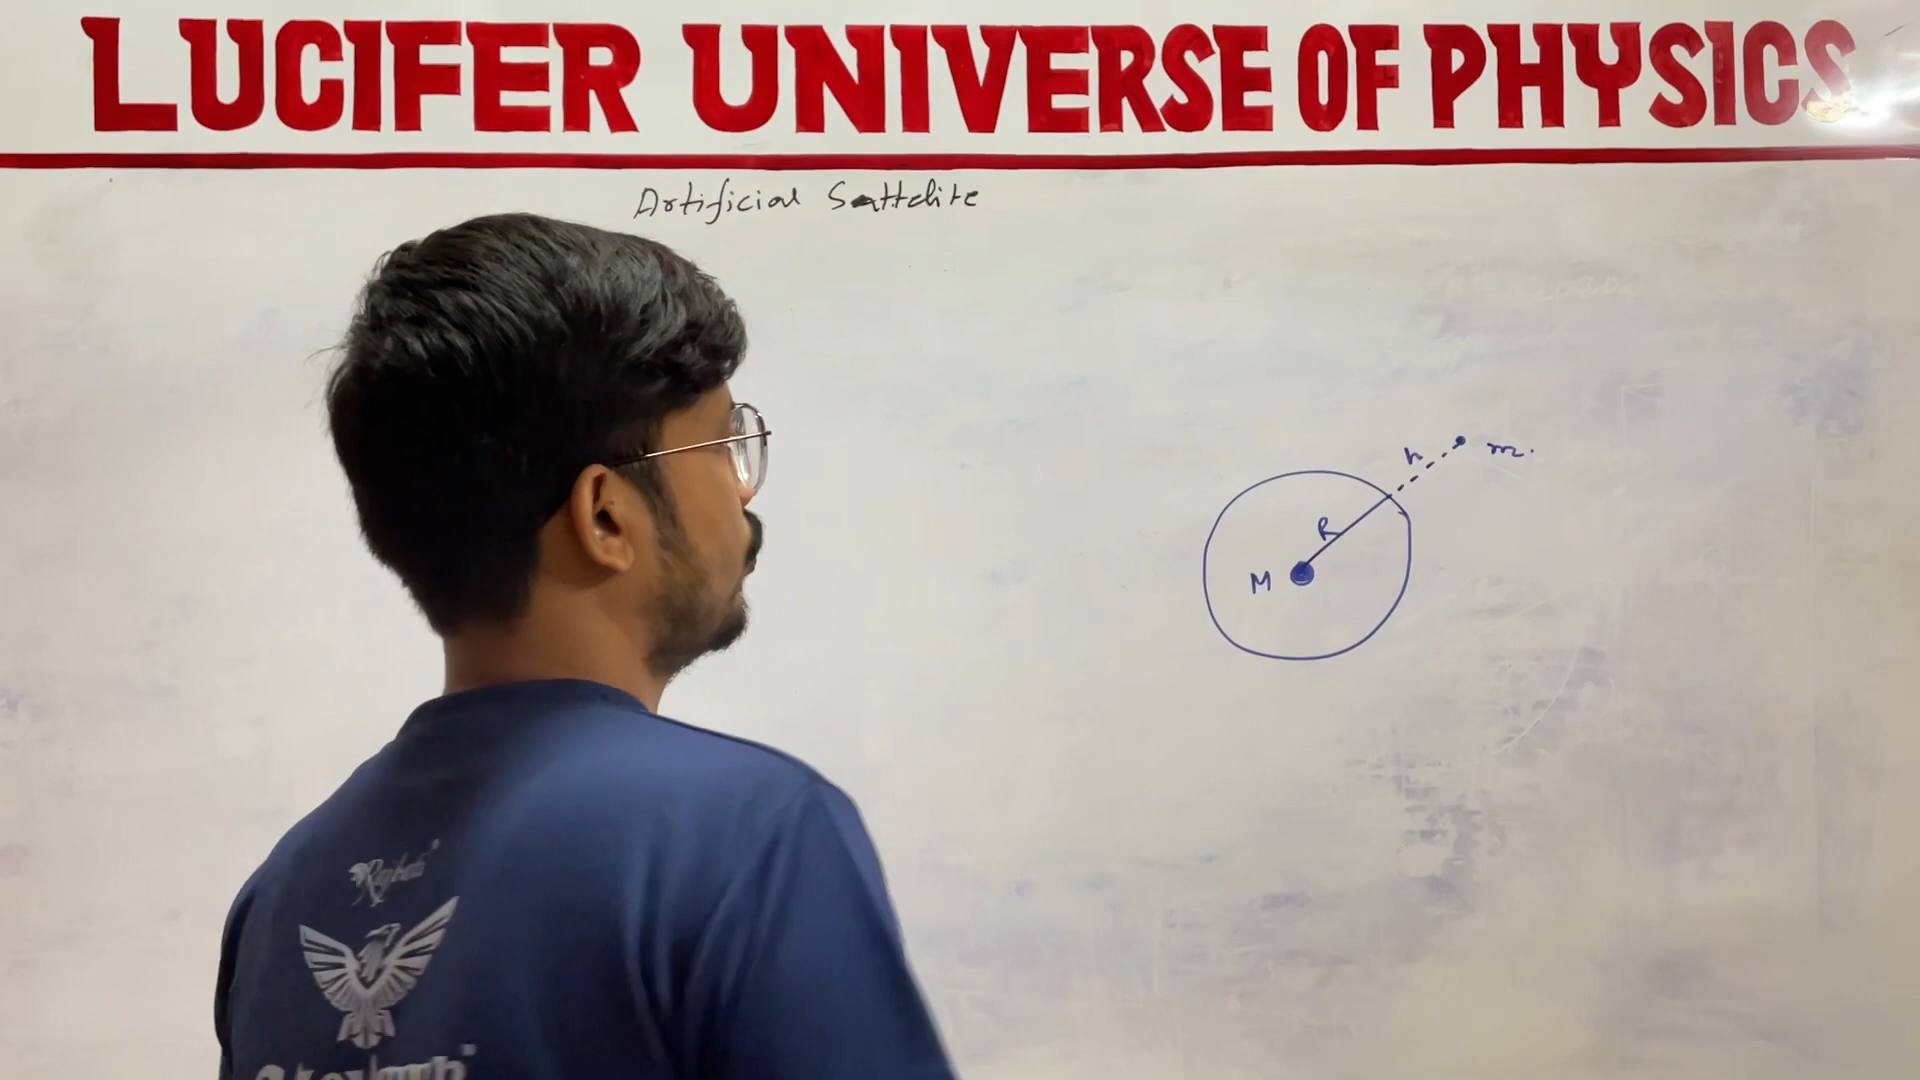 LUCIFER UNIVERSE OF PHYSICS
Artificial Sattelite
h
m.
R
M